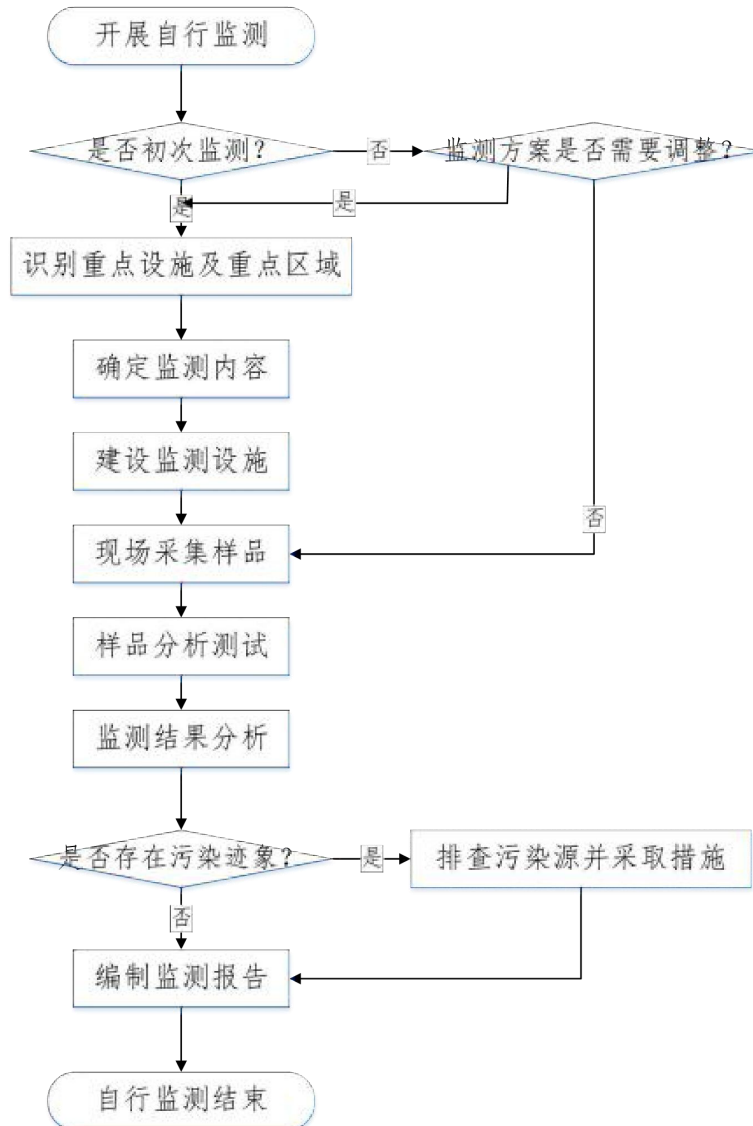 开展自行监测
是否初次监测？
否
监测方案是否需要调整？
是
是
识别重点设施及重点区域
确定监测内容
建设监测设施
否
现场采集样品
样品分析测试
监测结果分析
是否存在污染迹象？
是
排查污染源并采取措施
否
编制监测报告
自行监测结束